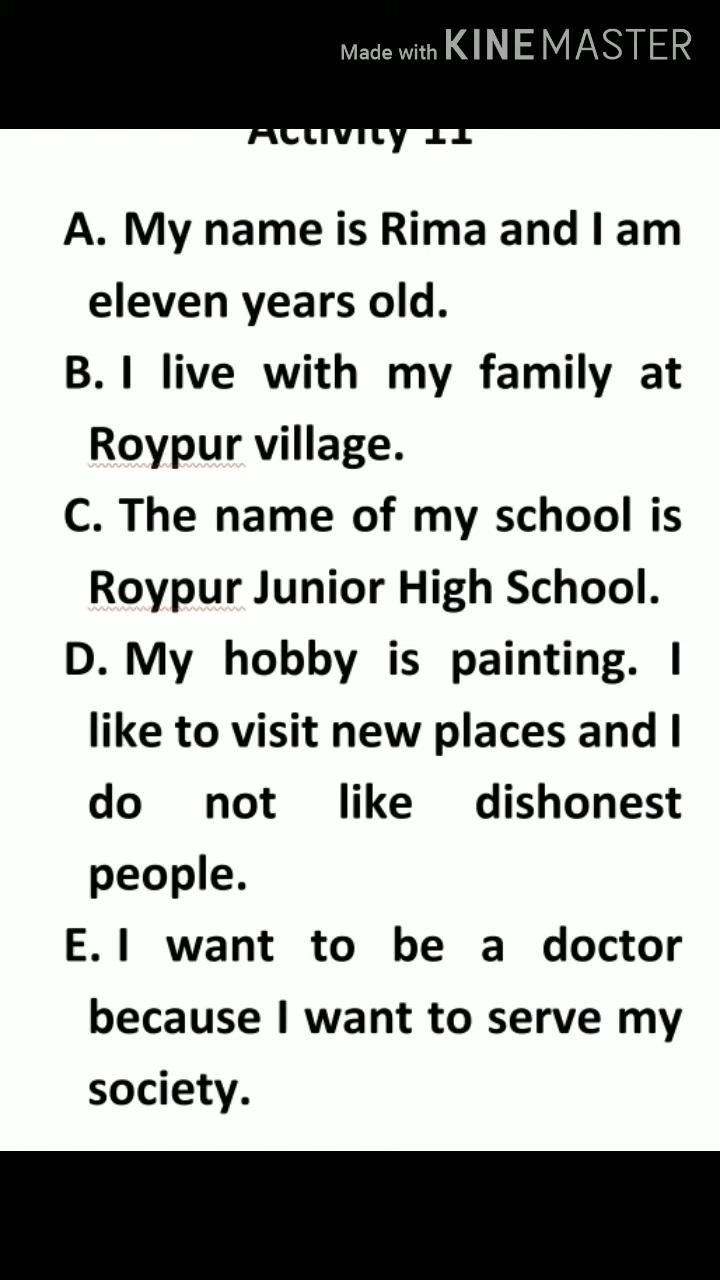 Made with KINEMASTER
Activity 11
A. My name is Rima and I am
eleven years old.
B. I live with my family at
Roypur village.
C. The name of my school is
Roypur Junior High School.
D. My hobby is painting. I
like to visit new places and I
do not like dishonest
people.
E. I want to be a doctor
because I want to serve my
society.